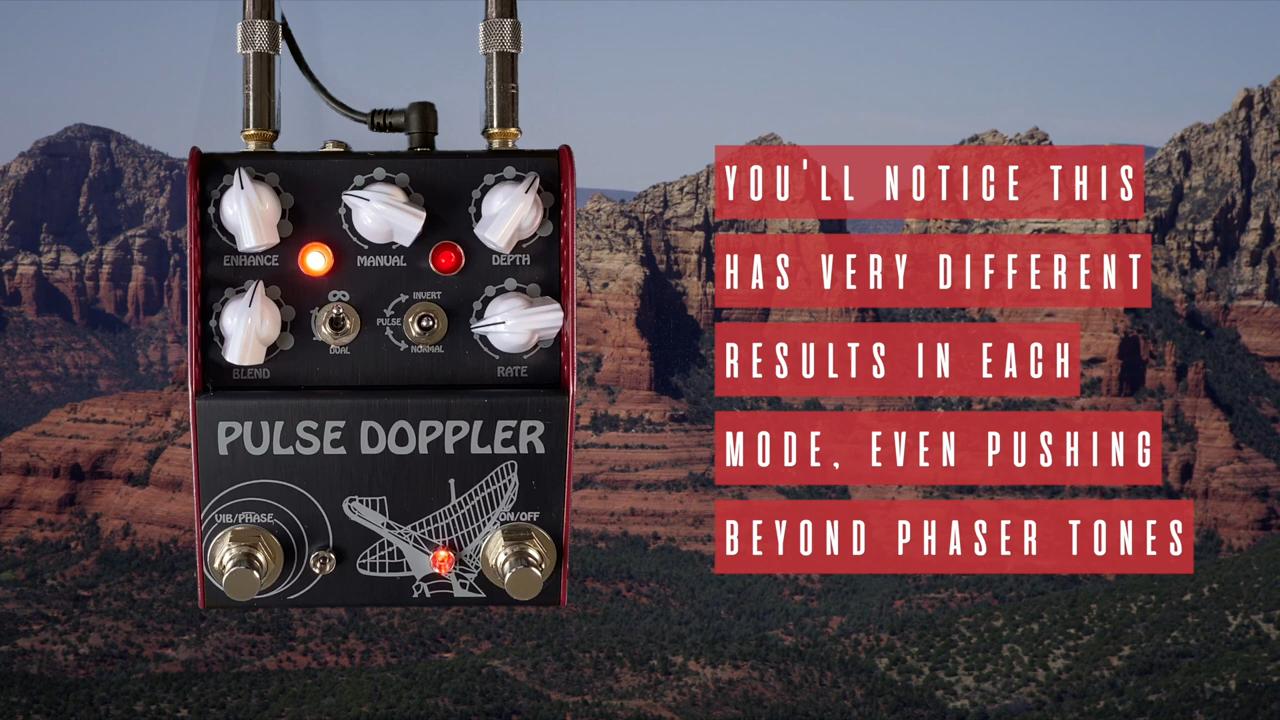 ENHANCE
MANUAL
DEPTH
∞
DUAL
INVERT
PULSE
NORMAL
BLEND
RATE
PULSE DOPPLER
VIB/PHASE
ON/OFF
YOU'LL NOTICE THIS
HAS VERY DIFFERENT
RESULTS IN EACH
MODE, EVEN PUSHING
BEYOND PHASER TONES